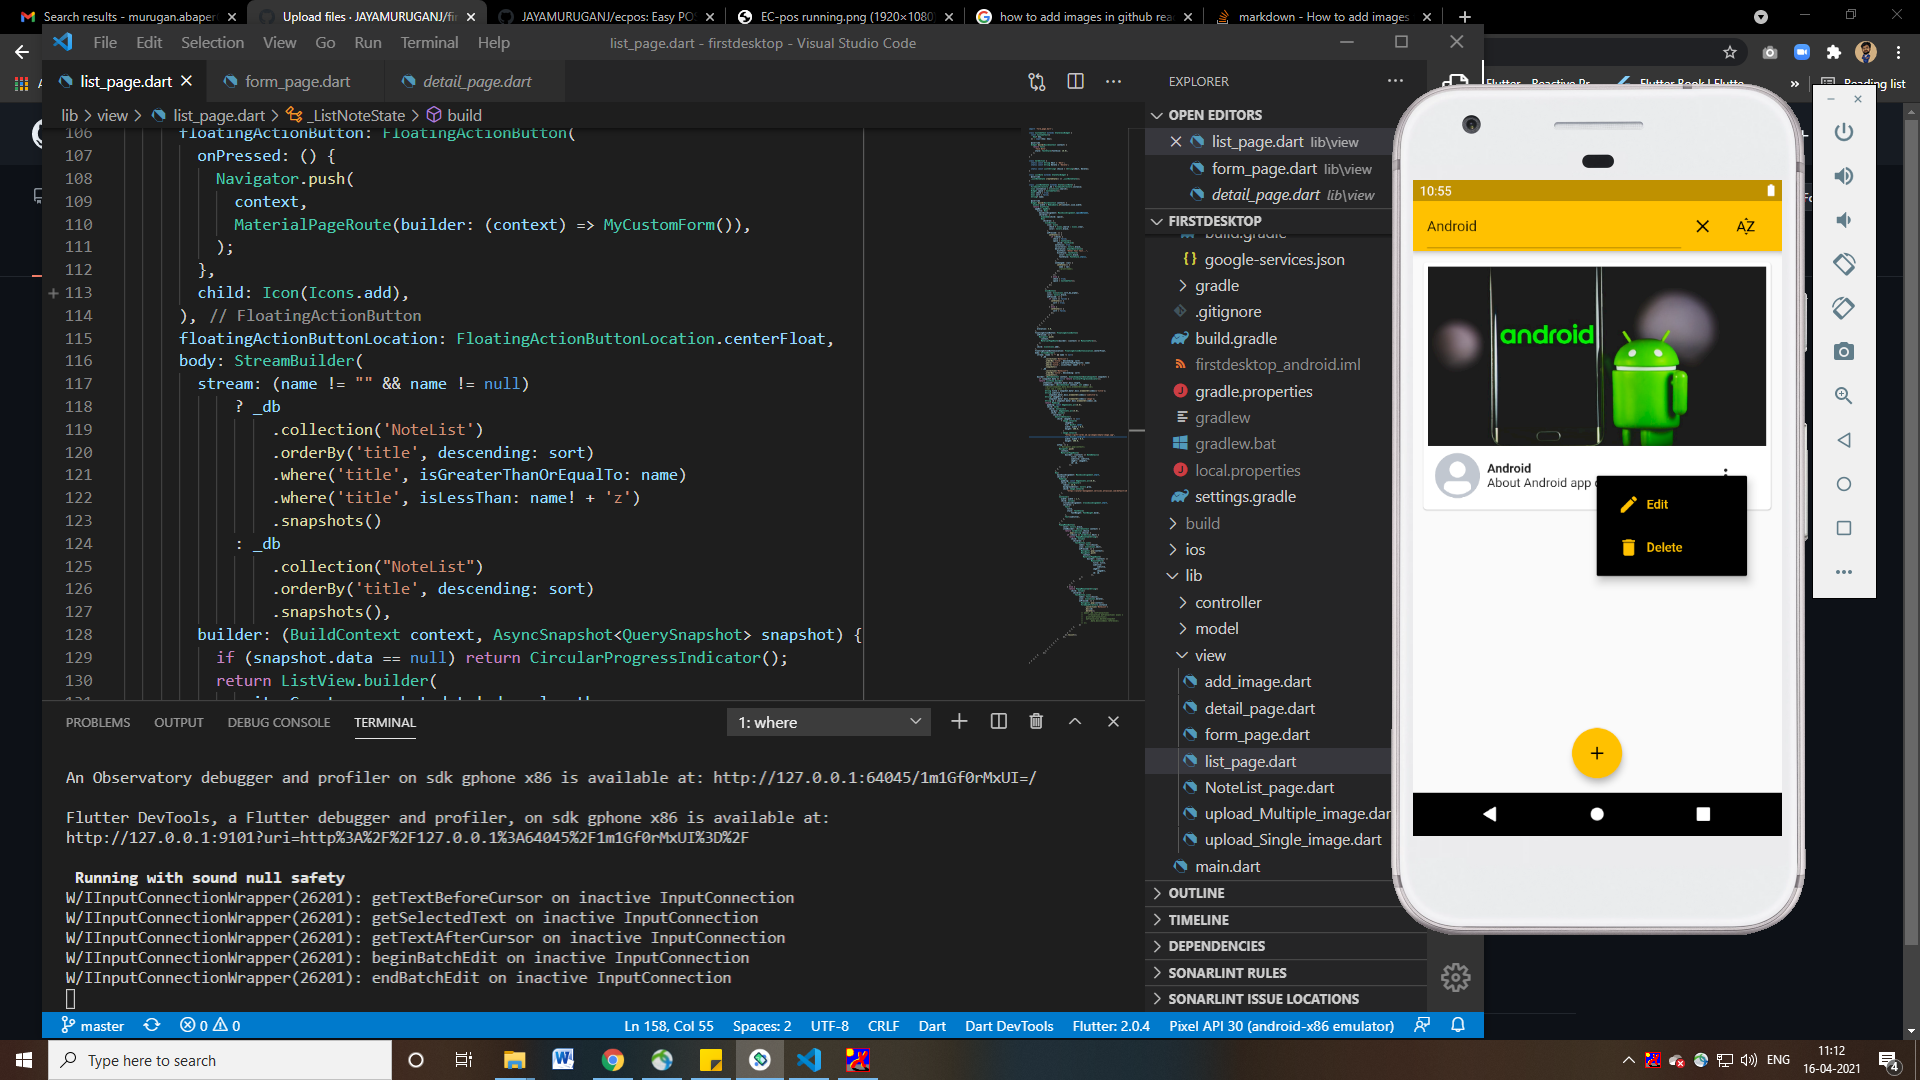 Search results - murugan.abaper
Upload files · JAYAMURUGANJ/fir
JAYAMURUGANJ/ecpos: Easy PO
EC-pos running.png (1920×1080
how to add images in github rea
markdown - How to add images
File Edit Selection View Go Run Terminal Help
list_page.dart - firstdesktop - Visual Studio Code
list_page.dart
form_page.dart
detail_page.dart
lib > view > list_page.dart > _ListNoteState > build
106 floatingActionButton: FloatingActionButton(
107 onPressed: () {
108 Navigator.push(
109 context,
110 MaterialPageRoute(builder: (context) => MyCustomForm()),
111 );
112 },
113 child: Icon(Icons.add),
114 ), // FloatingActionButton
115 floatingActionButtonLocation: FloatingActionButtonLocation.centerFloat,
116 body: StreamBuilder(
117 stream: (name != "" && name != null)
118 ? _db
119 .collection('NoteList')
120 .orderBy('title', descending: sort)
121 .where('title', isGreaterThanOrEqualTo: name)
122 .where('title', isLessThan: name! + 'z')
123 .snapshots()
124 : _db
125 .collection("NoteList")
126 .orderBy('title', descending: sort)
127 .snapshots(),
128 builder: (BuildContext context, AsyncSnapshot<QuerySnapshot> snapshot) {
129 if (snapshot.data == null) return CircularProgressIndicator();
130 return ListView.builder(
PROBLEMS OUTPUT DEBUG CONSOLE TERMINAL
1: where
An Observatory debugger and profiler on sdk gphone x86 is available at: http://127.0.0.1:64045/1m1Gf0rMxUI=/
Flutter DevTools, a Flutter debugger and profiler, on sdk gphone x86 is available at:
http://127.0.0.1:9101?uri=http%3A%2F%2F127.0.0.1%3A64045%2F1m1Gf0rMxUI%3D%2F
Running with sound null safety
W/IInputConnectionWrapper(26201): getTextBeforeCursor on inactive InputConnection
W/IInputConnectionWrapper(26201): getSelectedText on inactive InputConnection
W/IInputConnectionWrapper(26201): getTextAfterCursor on inactive InputConnection
W/IInputConnectionWrapper(26201): beginBatchEdit on inactive InputConnection
W/IInputConnectionWrapper(26201): endBatchEdit on inactive InputConnection
EXPLORER
OPEN EDITORS
list_page.dart lib\view
form_page.dart lib\view
detail_page.dart lib\view
FIRSTDESKTOP
build.gradle
google-services.json
gradle
.gitignore
build.gradle
firstdesktop_android.iml
gradle.properties
gradlew
gradlew.bat
local.properties
settings.gradle
build
ios
lib
controller
model
view
add_image.dart
detail_page.dart
form_page.dart
list_page.dart
NoteList_page.dart
upload_Multiple_image.dar
upload_Single_image.dart
main.dart
OUTLINE
TIMELINE
DEPENDENCIES
SONARLINT RULES
SONARLINT ISSUE LOCATIONS
Reading list
10:55
Android
AZ
android
Android
About Android app
Edit
Delete
master
0 0
Ln 158, Col 55
Spaces: 2
UTF-8
CRLF
Dart
Dart DevTools
Flutter: 2.0.4
Pixel API 30 (android-x86 emulator)
Type here to search
ENG
11:12
16-04-2021
4